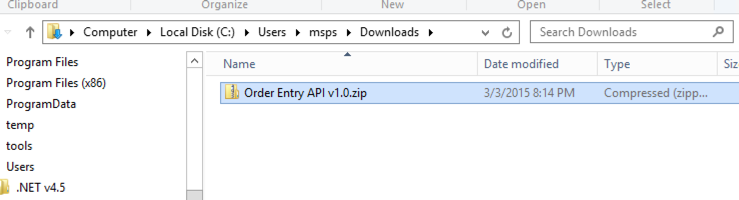 Clipboard Organize New Open Select
Computer Local Disk (C:) Users msps Downloads Search Downloads
Program Files Name Date modified Type
Program Files (x86) Order Entry API v1.0.zip 3/3/2015 8:14 PM Compressed (zipp...
ProgramData
temp
tools
Users
.NET v4.5